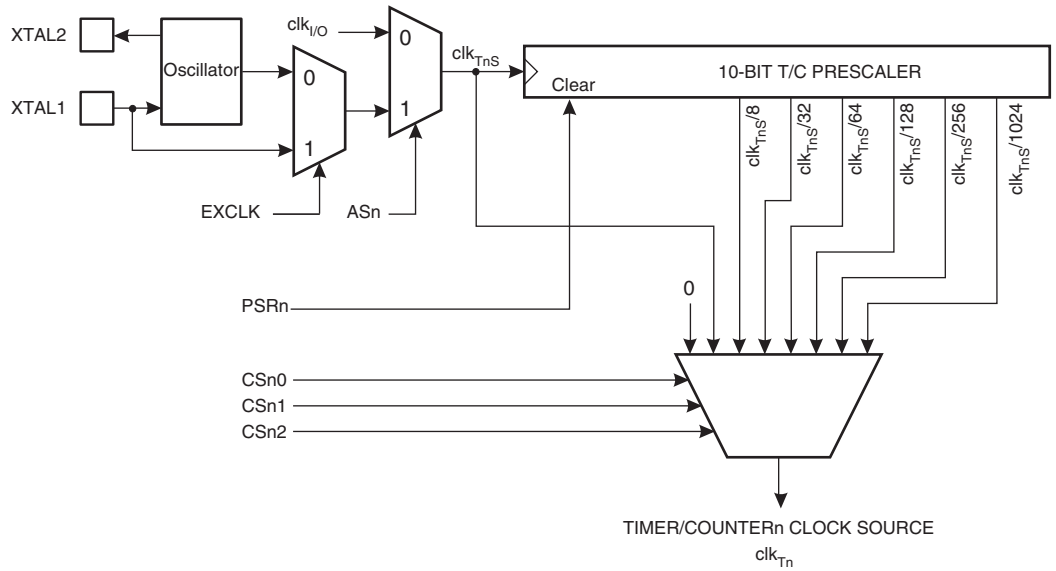 XTAL2
XTAL1
Oscillator
0
1
EXCLK
clkI/O
0
1
ASn
clkTnS
10-BIT T/C PRESCALER
Clear
clkTnS/8
clkTnS/32
clkTnS/64
clkTnS/128
clkTnS/256
clkTnS/1024
PSRn
0
CSn0
CSn1
CSn2
TIMER/COUNTERn CLOCK SOURCE
clkTn